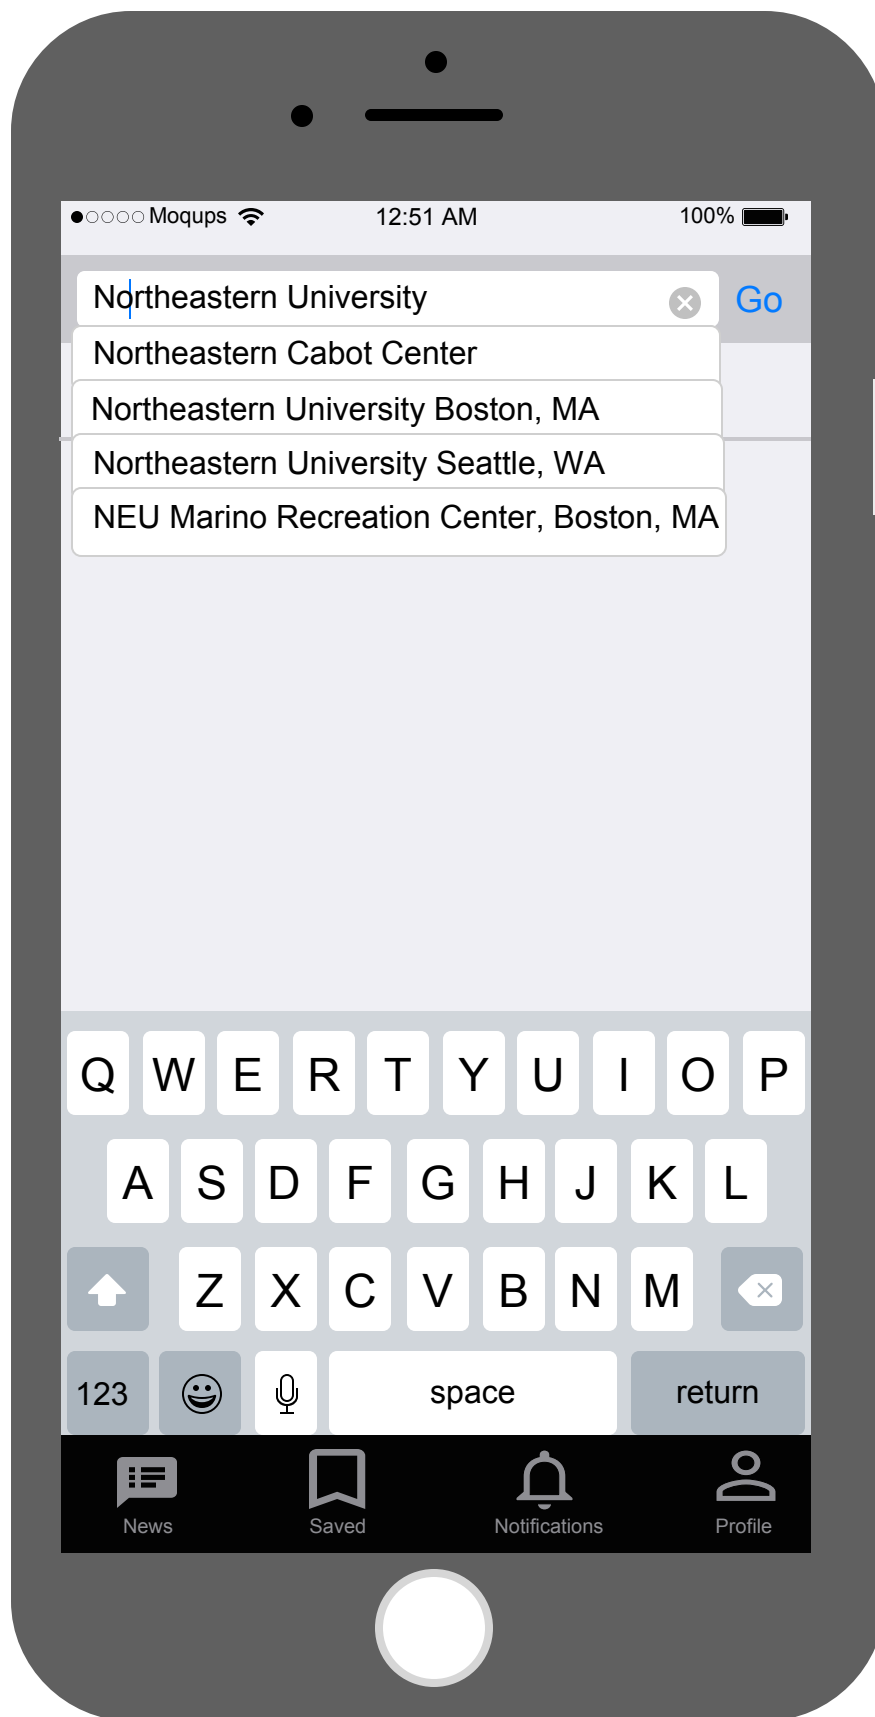 Moqups 12:51 AM 100%
Northeastern University Go
Northeastern Cabot Center
Northeastern University Boston, MA
Northeastern University Seattle, WA
NEU Marino Recreation Center, Boston, MA
Q W E R T Y U I O P
A S D F G H J K L
Z X C V B N M
123 space return
News Saved Notifications Profile